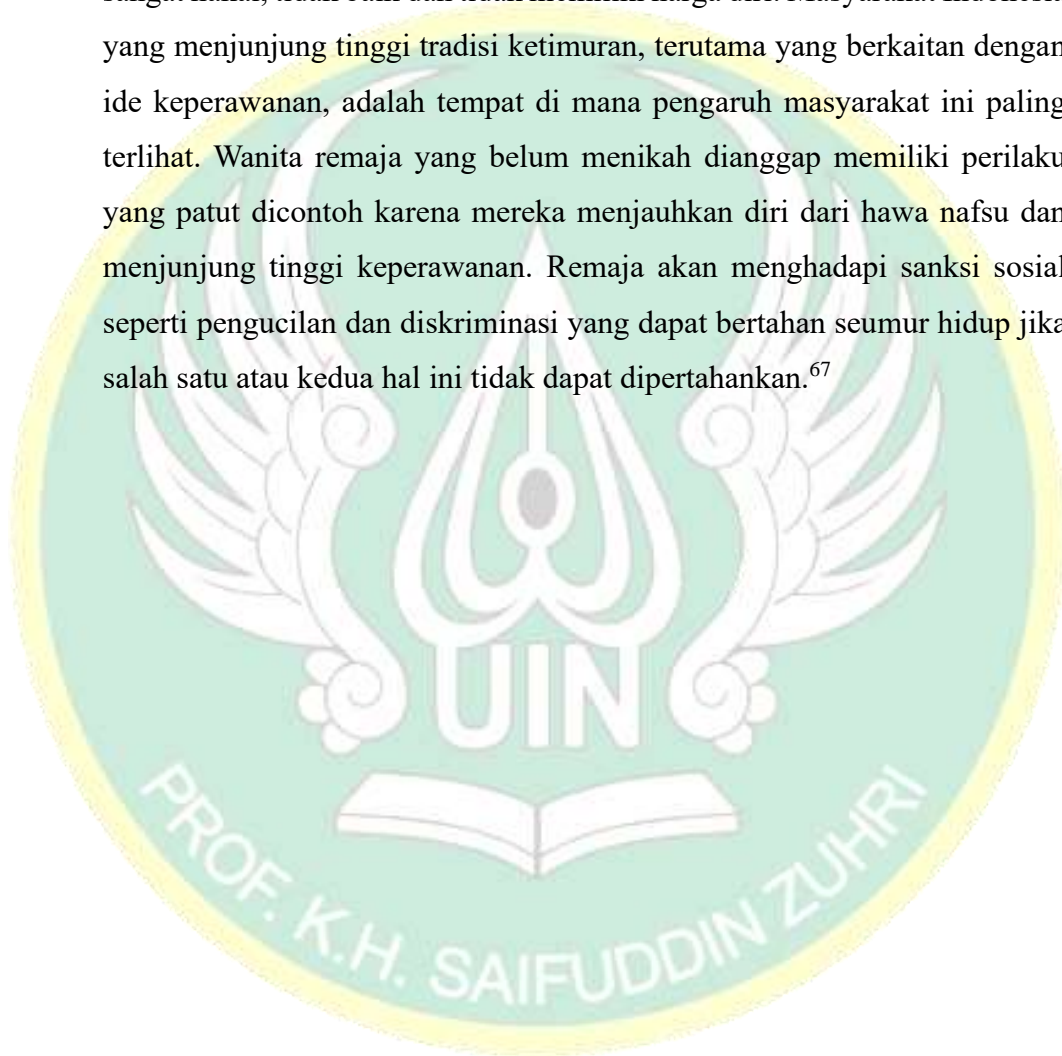 yang menjunjung tinggi tradisi ketimuran, terutama yang berkaitan dengan
ide keperawanan, adalah tempat di mana pengaruh masyarakat ini paling
terlihat. Wanita remaja yang belum menikah dianggap memiliki perilaku
yang patut dicontoh karena mereka menjauhkan diri dari hawa nafsu dan
menjunjung tinggi keperawanan. Remaja akan menghadapi sanksi sosial
seperti pengucilan dan diskriminasi yang dapat bertahan seumur hidup jika
salah satu atau kedua hal ini tidak dapat dipertahankan.67
UIN
PROF. K.H. SAIFUDDIN ZUHRI